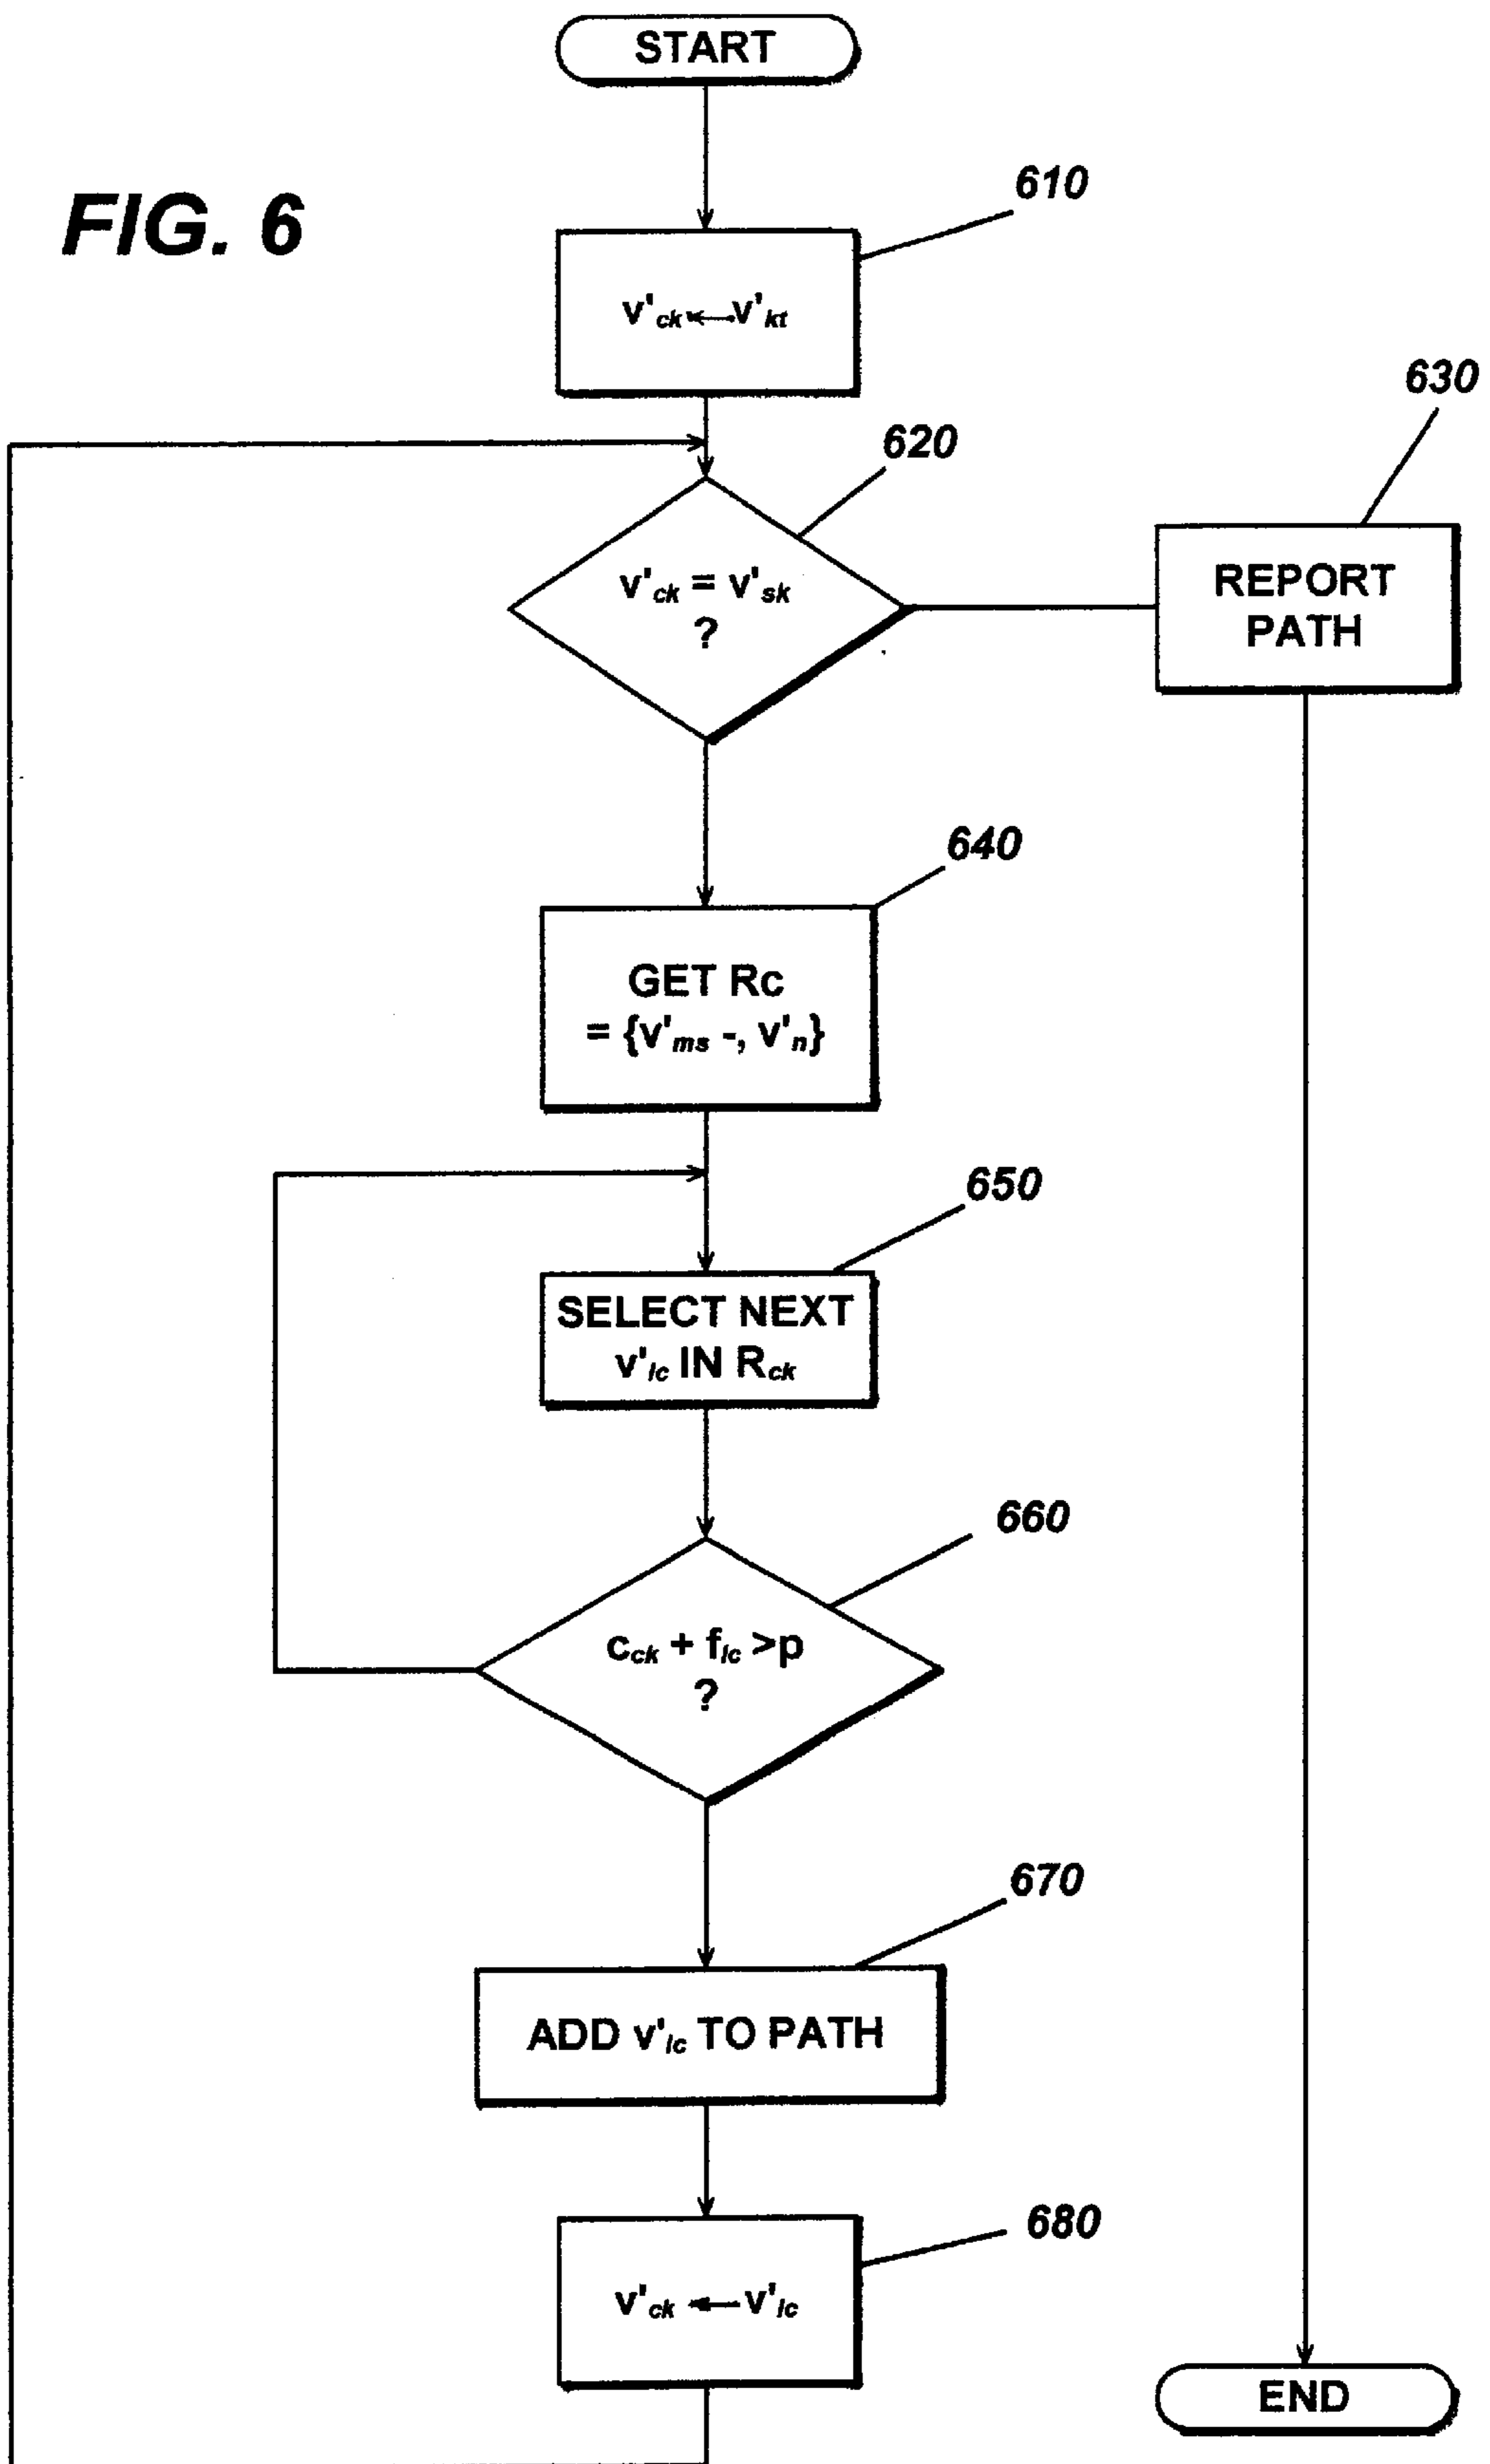 START
FIG. 6
610
v'ck ← v'kt
630
620
v'ck = v'sk
?
REPORT
PATH
640
GET Rc
= {v'ms -, v'n}
650
SELECT NEXT
v'lc IN Rck
660
cck + flc >p
?
670
ADD v'lc TO PATH
680
v'ck ← v'lc
END